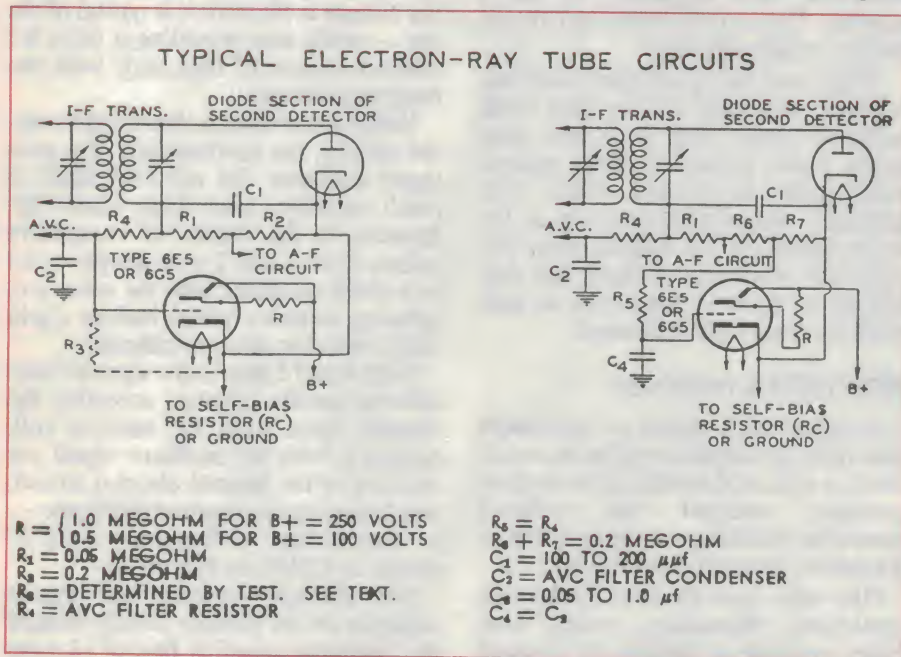 TYPICAL ELECTRON-RAY TUBE CIRCUITS
I-F TRANS.
DIODE SECTION OF
SECOND DETECTOR
C₁
A.V.C.
R₄
R₁
R₂
C₂
TYPE 6E5
OR 6G5
TO A-F
CIRCUIT
R
R₃
B+
TO SELF-BIAS
RESISTOR (RC)
OR GROUND
I-F TRANS.
DIODE SECTION OF
SECOND DETECTOR
C₁
A.V.C.
R₄
R₁
R₆
R₇
TO A-F CIRCUIT
C₂
R₅
TYPE
6E5
OR
6G5
R
C₄
B+
TO SELF-BIAS
RESISTOR (RC)
OR GROUND
R = { 1.0 MEGOHM FOR B+ = 250 VOLTS
0.5 MEGOHM FOR B+ = 100 VOLTS
R₁ = 0.05 MEGOHM
R₂ = 0.2 MEGOHM
R₃ = DETERMINED BY TEST. SEE TEXT.
R₄ = AVC FILTER RESISTOR
R₅ = R₄
R₆ + R₇ = 0.2 MEGOHM
C₁ = 100 TO 200 μμf
C₂ = AVC FILTER CONDENSER
C₃ = 0.05 TO 1.0 μf
C₄ = C₂